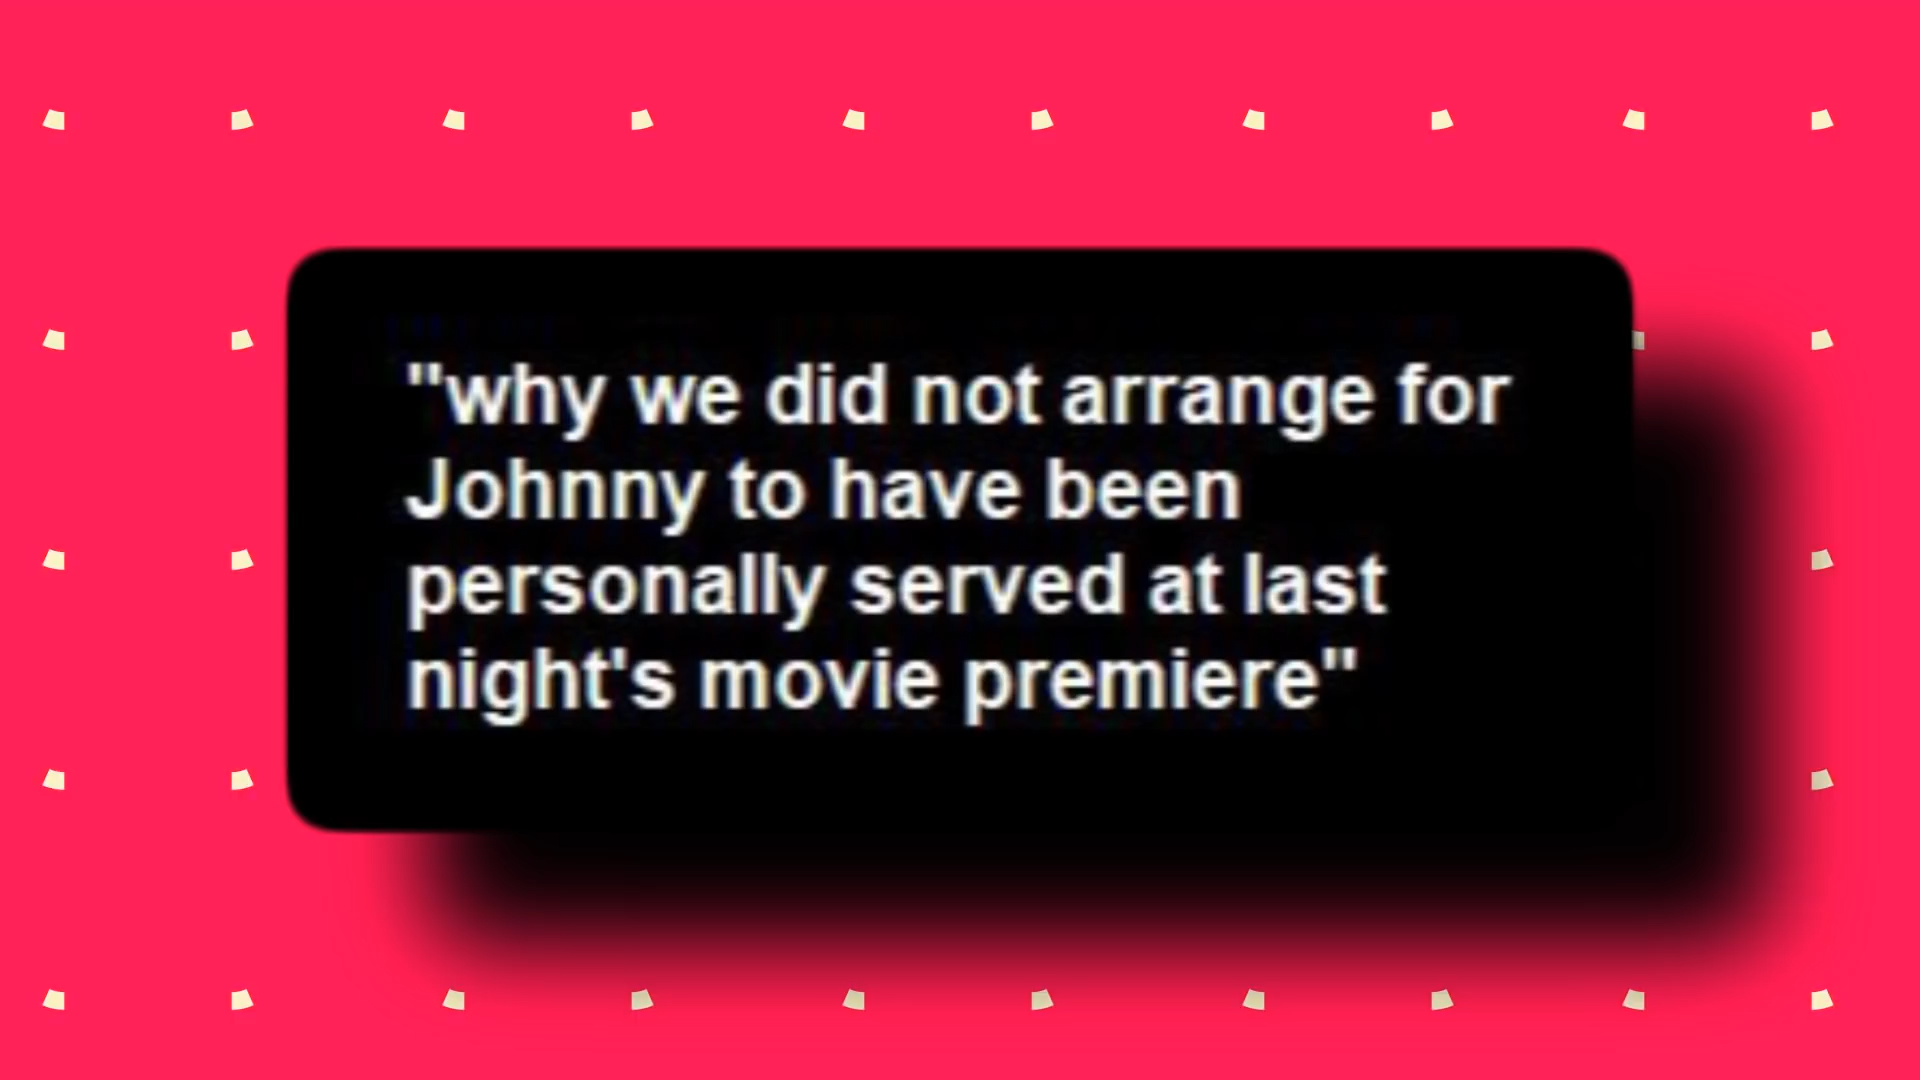 "why we did not arrange for
Johnny to have been
personally served at last
night's movie premiere"